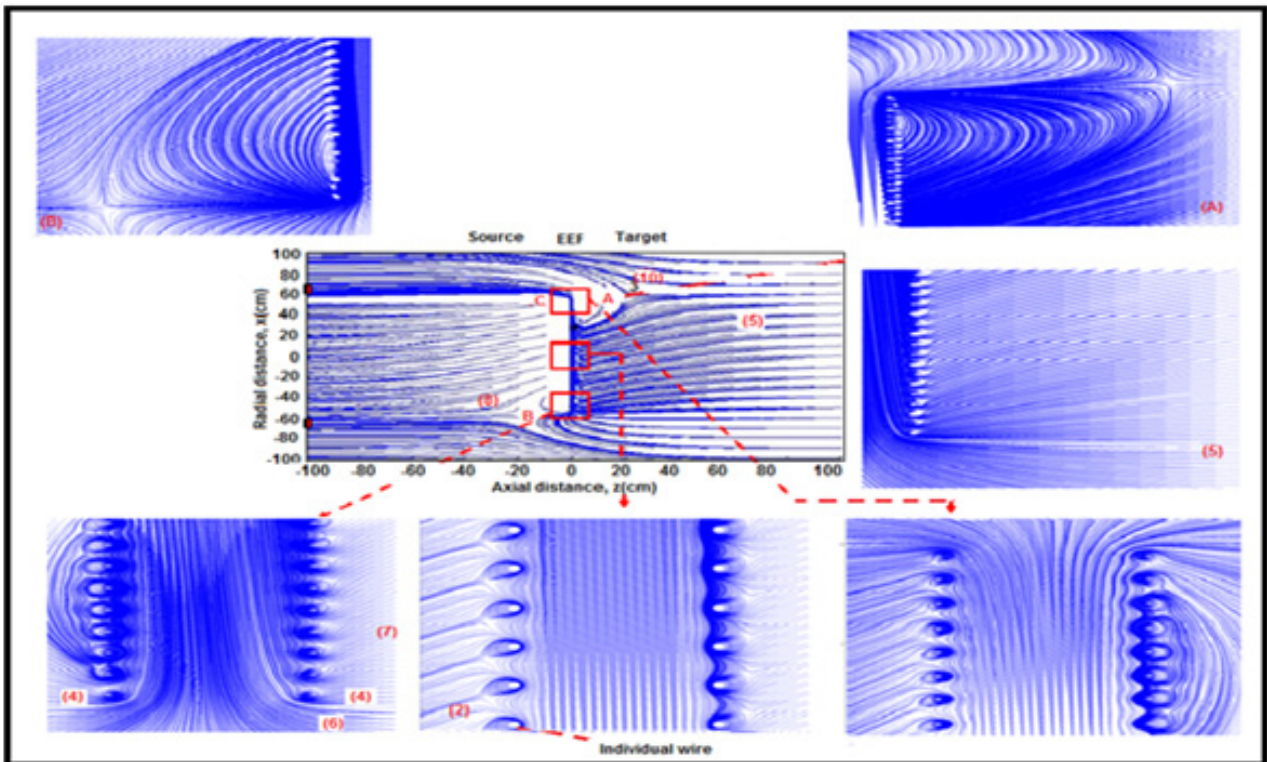 (B)
(A)
Source EEF Target
100
80
60
40
20
0
-20
-40
-60
-80
-100
Radial distance, x(cm)
C
A
(10)
(5)
(8)
B
-100 -80 -60 -40 -20 0 20 40 60 80 100
Axial distance, z(cm)
(5)
(4)
(4)
(7)
(6)
(2)
Individual wire